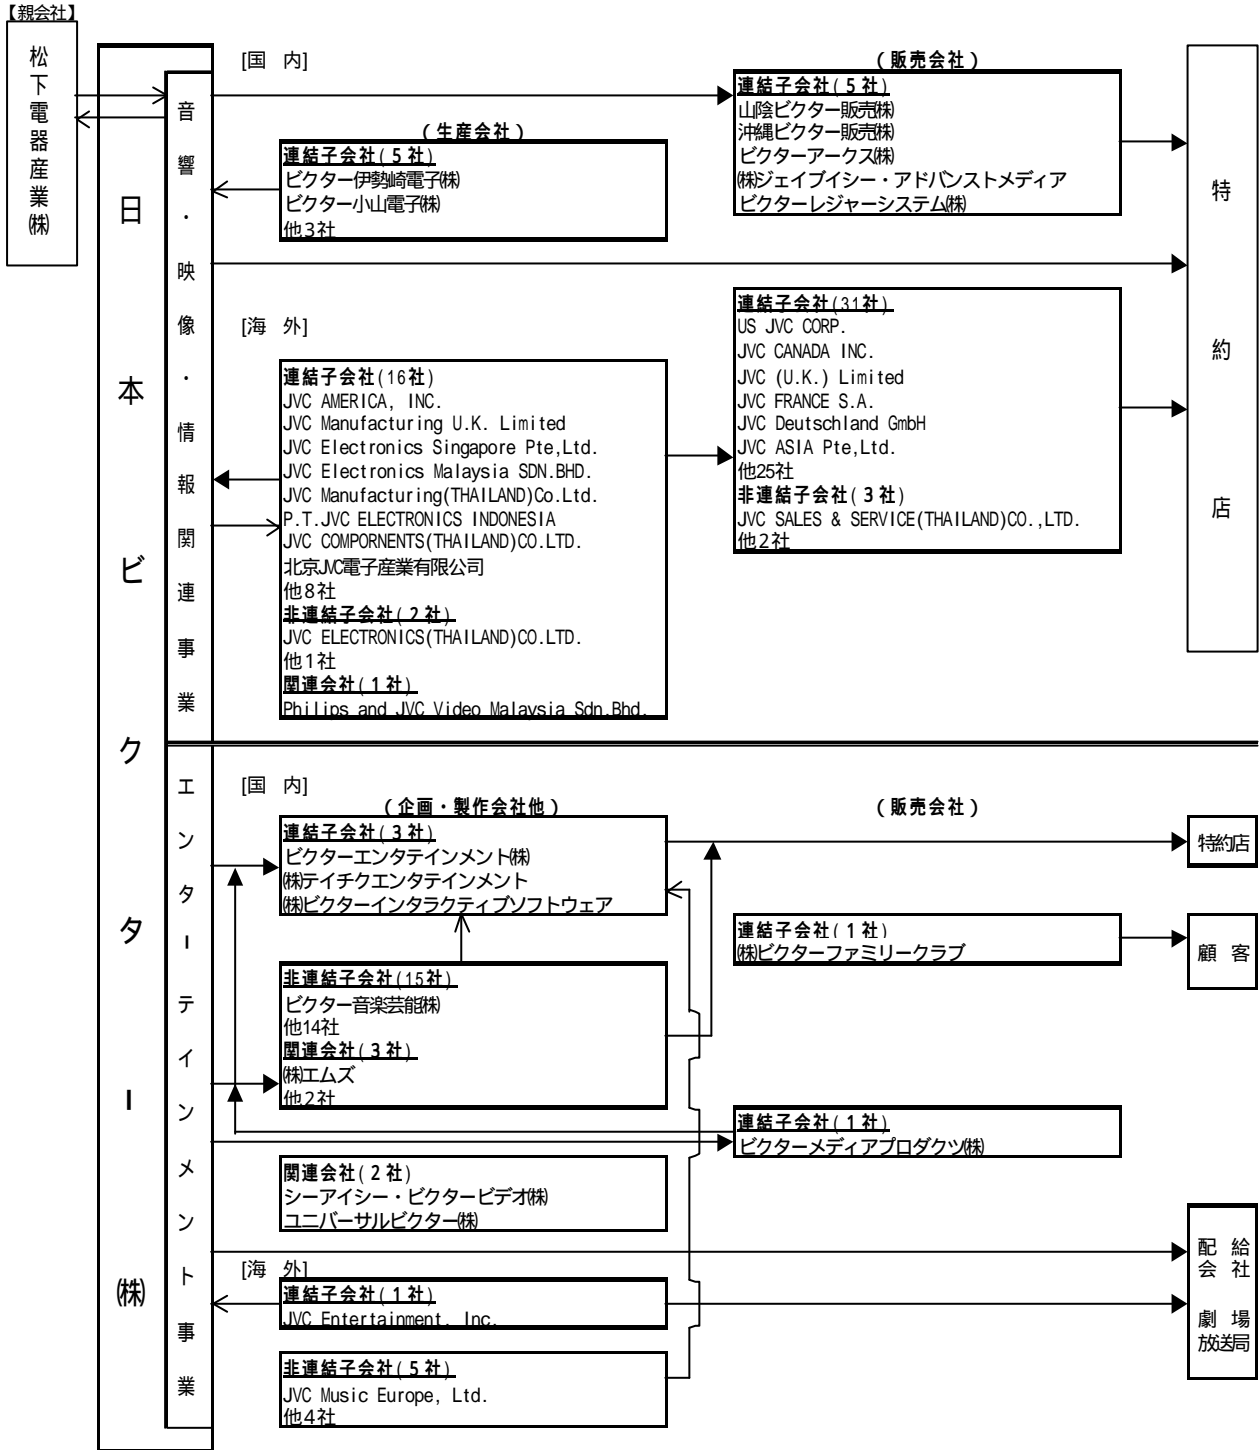 【親会社】
松下電器産業㈱
日本ビクター㈱
音響・映像・情報関連事業
[国　内]
（販売会社）
連結子会社(５社)
山陰ビクター販売㈱
沖縄ビクター販売㈱
ビクターアークス㈱
㈱ジェイブイシー・アドバンストメディア
ビクターレジャーシステム㈱
（生産会社）
連結子会社(５社)
ビクター伊勢崎電子㈱
ビクター小山電子㈱
他３社
特約店
[海　外]
連結子会社(16社)
JVC AMERICA, INC.
JVC Manufacturing U.K. Limited
JVC Electronics Singapore Pte,Ltd.
JVC Electronics Malaysia SDN.BHD.
JVC Manufacturing(THAILAND)Co.Ltd.
P.T.JVC ELECTRONICS INDONESIA
JVC COMPORNENTS(THAILAND)CO.LTD.
北京JVC電子産業有限公司
他８社
非連結子会社(２社)
JVC ELECTRONICS(THAILAND)CO.LTD.
他１社
関連会社(１社)
Philips and JVC Video Malaysia Sdn.Bhd.
連結子会社(31社)
US JVC CORP.
JVC CANADA INC.
JVC (U.K.) Limited
JVC FRANCE S.A.
JVC Deutschland GmbH
JVC ASIA Pte,Ltd.
他25社
非連結子会社(３社)
JVC SALES & SERVICE(THAILAND)CO.,LTD.
他２社
エンターテインメント事業
[国　内]
（企画・製作会社他）
（販売会社）
連結子会社(３社)
ビクターエンタテインメント㈱
㈱テイチクエンタテインメント
㈱ビクターインタラクティブソフトウェア
特約店
連結子会社(１社)
㈱ビクターファミリークラブ
顧　客
非連結子会社(15社)
ビクター音楽芸能㈱
他14社
関連会社(３社)
㈱エムズ
他２社
連結子会社(１社)
ビクターメディアプロダクツ㈱
関連会社(２社)
シーアイシー・ビクタービデオ㈱
ユニバーサルビクター㈱
[海　外]
連結子会社(１社)
JVC Entertainment, Inc.
配　給
会　社
劇　場
放送局
非連結子会社(５社)
JVC Music Europe, Ltd.
他４社